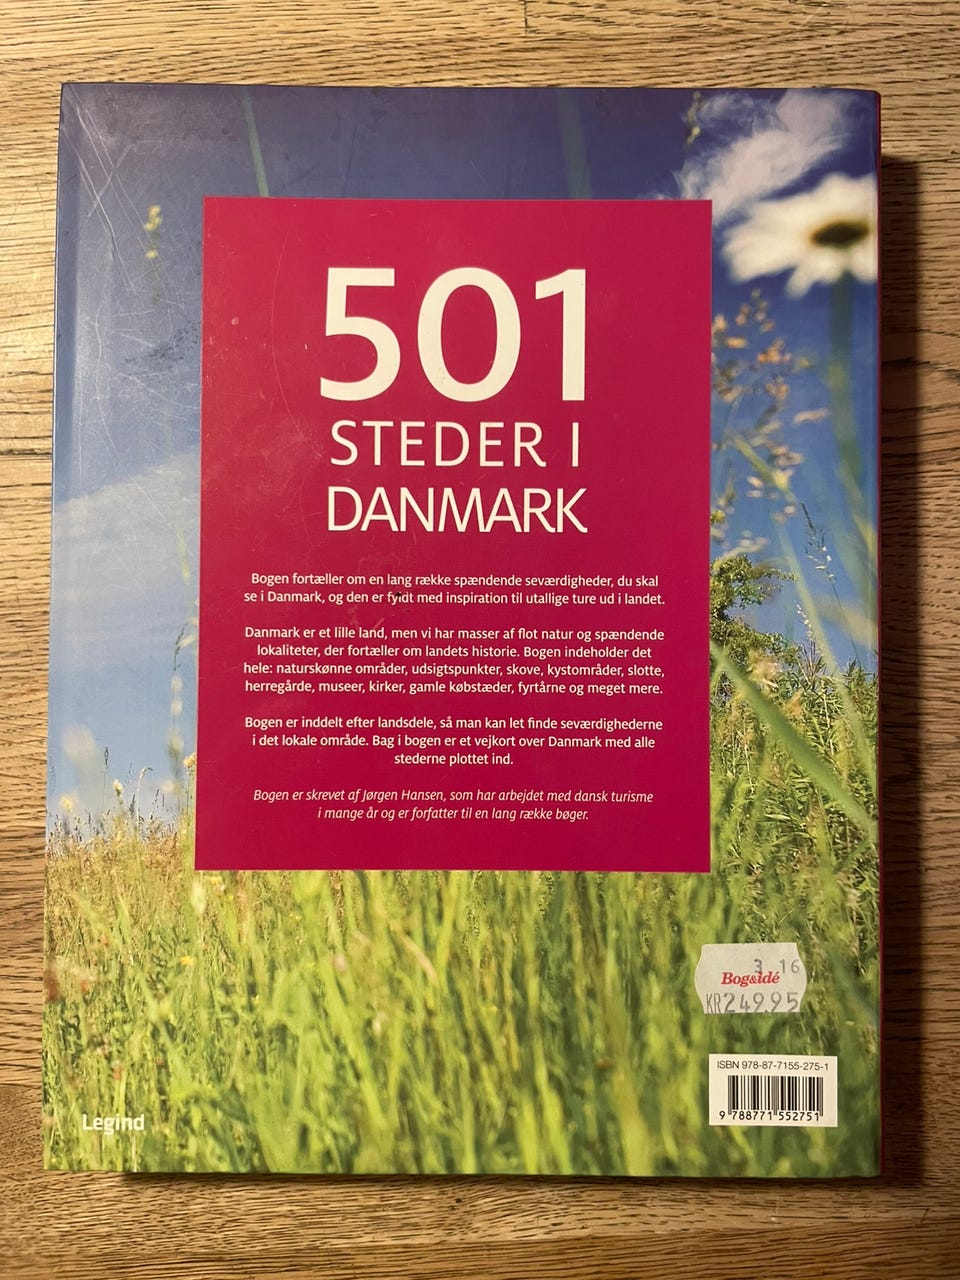 501
STEDER I
DANMARK
Bogen fortæller om en lang række spændende seværdigheder, du skal
se i Danmark, og den er fyldt med inspiration til utallige ture ud i landet.
Danmark er et lille land, men vi har masser af flot natur og spændende
lokaliteter, der fortæller om landets historie. Bogen indeholder det
hele: naturskønne områder, udsigtspunkter, skove, kystområder, slotte,
herregårde, museer, kirker, gamle købstæder, fyrtårne og meget mere.
Bogen er inddelt efter landsdele, så man kan let finde seværdighederne
i det lokale område. Bag i bogen er et vejkort over Danmark med alle
stederne plottet ind.
Bogen er skrevet af Jørgen Hansen, som har arbejdet med dansk turisme
i mange år og er forfatter til en lang række bøger.
3 16
Bog&idé
KR249.95
ISBN 978-87-7155-275-1
9 788771 552751
Legind